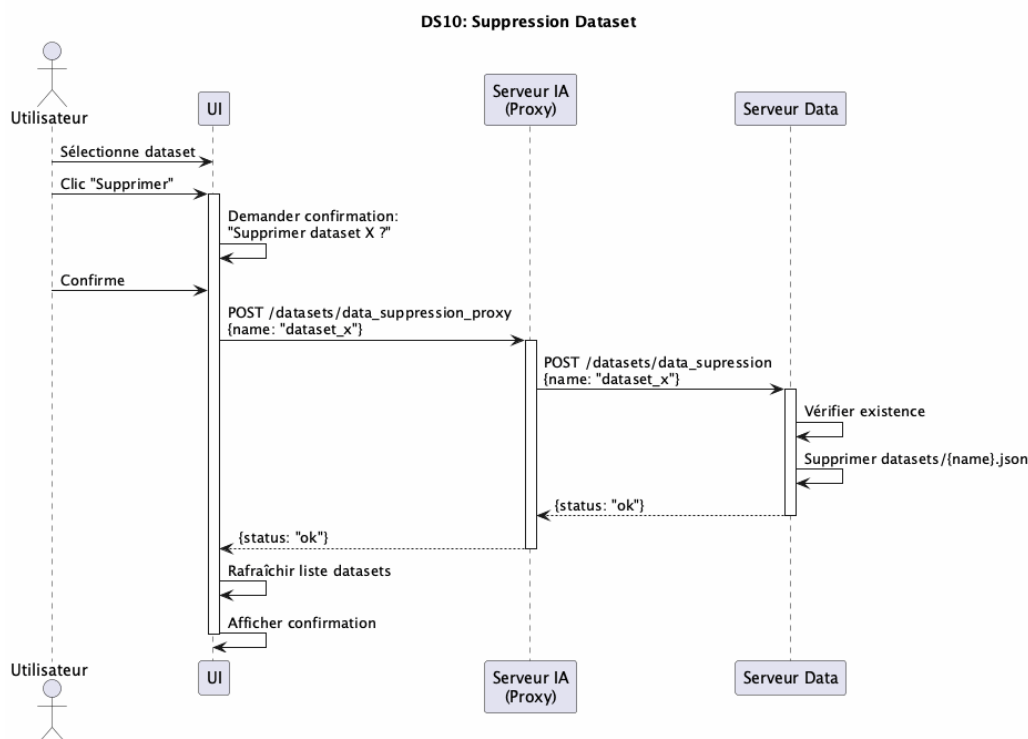 DS10: Suppression Dataset
Utilisateur
UI
Serveur IA
(Proxy)
Serveur Data
Sélectionne dataset
Clic "Supprimer"
Demander confirmation:
"Supprimer dataset X ?"
Confirme
POST /datasets/data_suppression_proxy
{name: "dataset_x"}
POST /datasets/data_supression
{name: "dataset_x"}
Vérifier existence
Supprimer datasets/{name}.json
{status: "ok"}
{status: "ok"}
Rafraîchir liste datasets
Afficher confirmation
Utilisateur
UI
Serveur IA
(Proxy)
Serveur Data